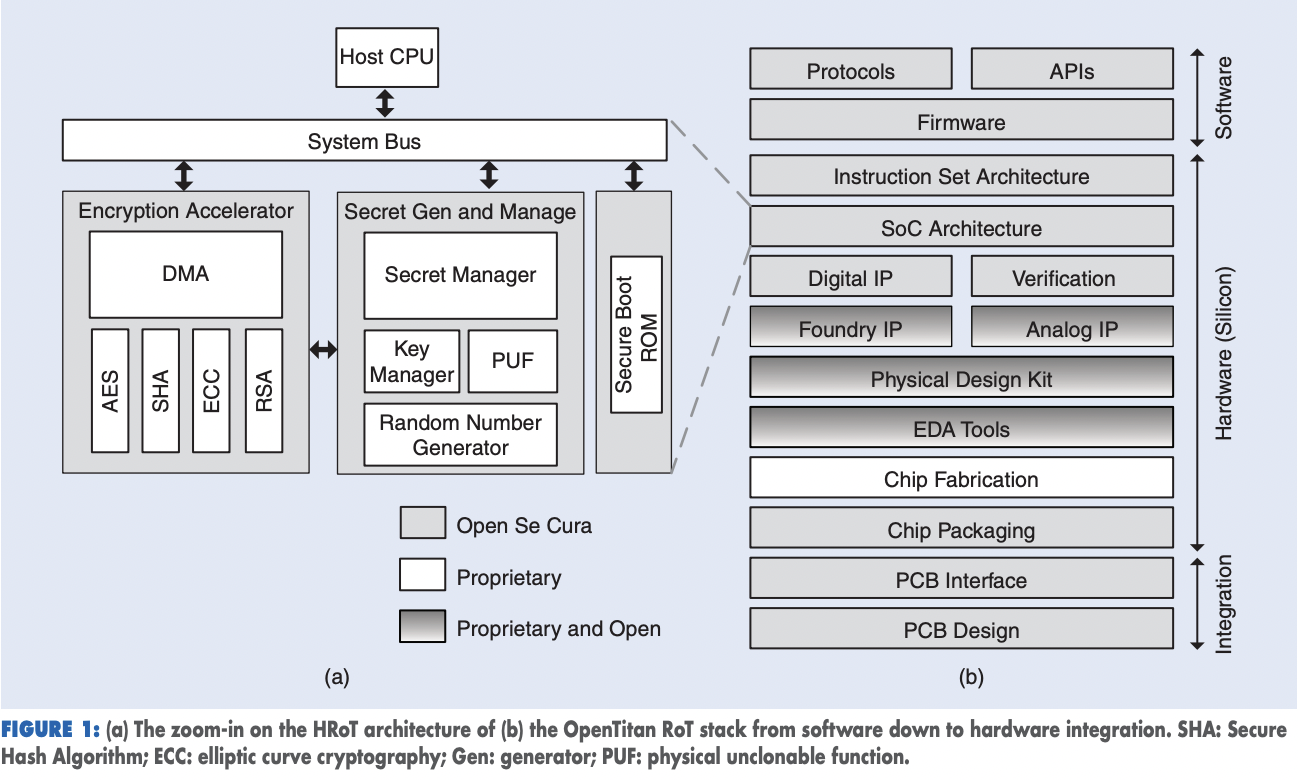 Host CPU
System Bus
Encryption Accelerator
DMA
AES
SHA
ECC
RSA
Secret Gen and Manage
Secret Manager
Key
Manager
PUF
Random Number
Generator
Secure Boot
ROM
Open Se Cura
Proprietary
Proprietary and Open
(a)
Protocols
APIs
Firmware
Instruction Set Architecture
SoC Architecture
Digital IP
Verification
Foundry IP
Analog IP
Physical Design Kit
EDA Tools
Chip Fabrication
Chip Packaging
PCB Interface
PCB Design
Software
Hardware (Silicon)
Integration
(b)
FIGURE 1: (a) The zoom-in on the HRoT architecture of (b) the OpenTitan RoT stack from software down to hardware integration. SHA: Secure
Hash Algorithm; ECC: elliptic curve cryptography; Gen: generator; PUF: physical unclonable function.